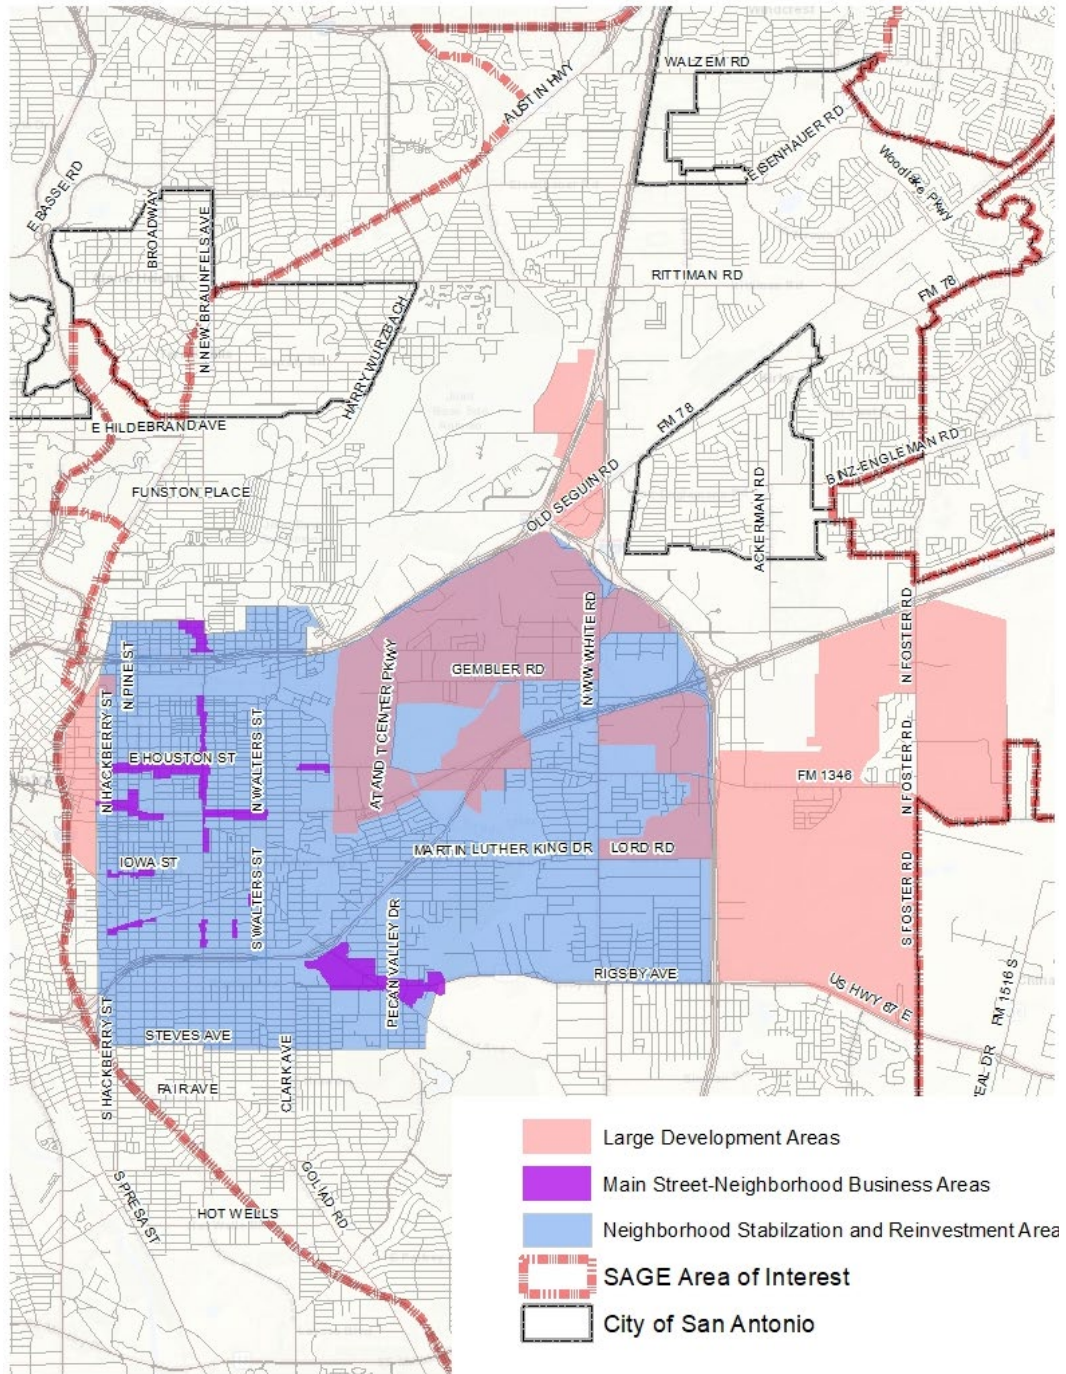 Windcrest
WALZEM RD
AUSTIN HWY
EISENHAUER RD
Woodlake Pkwy
E BASSE RD
BROADWAY
N NEW BRAUNFELS AVE
RITTIMAN RD
FM 78
HARRY WURZBACH
E HILDEBRAND AVE
FM 78
BINZ-ENGLEMAN RD
FUNSTON PLACE
OLD SEGUIN RD
ACKERMAN RD
N FOSTER RD
N WW WHITE RD
N PINE ST
GEMBLER RD
AT AND T CENTER PKWY
N HACKBERRY ST
N WALTERS ST
E HOUSTON ST
N FOSTER RD
FM 1346
MARTIN LUTHER KING DR
LORD RD
IOWA ST
S WALTERS ST
S FOSTER RD
PECAN VALLEY DR
RIGSBY AVE
US HWY 87 E
FM 1516 S
S HACKBERRY ST
STEVES AVE
CLARK AVE
FAIR AVE
EAL DR
S PRESA ST
GOLIAD RD
HOT WELLS
Large Development Areas
Main Street-Neighborhood Business Areas
Neighborhood Stabilzation and Reinvestment Area
SAGE Area of Interest
City of San Antonio